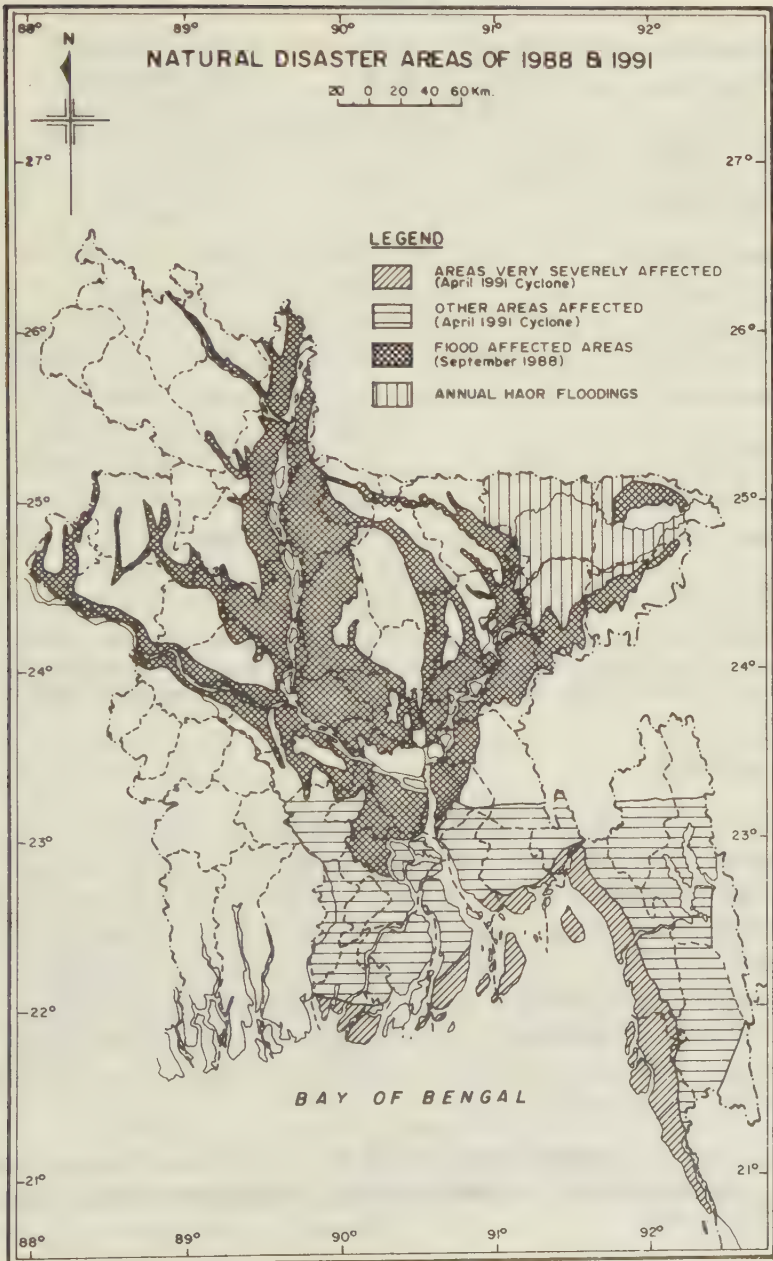 88° 89° 90° 91° 92°
N
NATURAL DISASTER AREAS OF 1988 & 1991
20 0 20 40 60 Km.
27° 27°
LEGEND
AREAS VERY SEVERELY AFFECTED
(April 1991 Cyclone)
OTHER AREAS AFFECTED
(April 1991 Cyclone)
FLOOD AFFECTED AREAS
(September 1988)
ANNUAL HAOR FLOODINGS
26° 26°
25° 25°
24° 24°
23° 23°
22° 22°
BAY OF BENGAL
21° 21°
88° 89° 90° 91° 92°